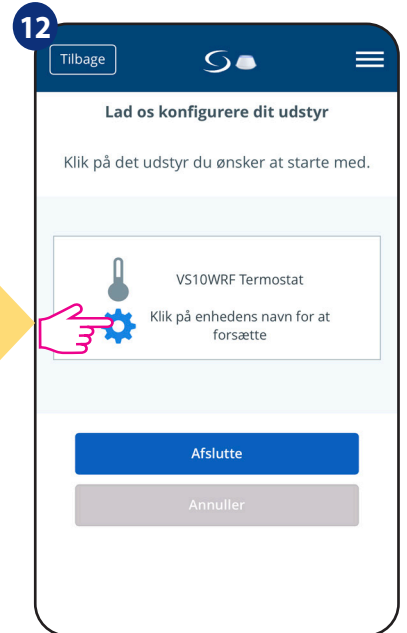 12
Tilbage
Lad os konfigurere dit udstyr
Klik på det udstyr du ønsker at starte med.
VS10WRF Termostat
Klik på enhedens navn for at
forsætte
Afslutte
Annuller